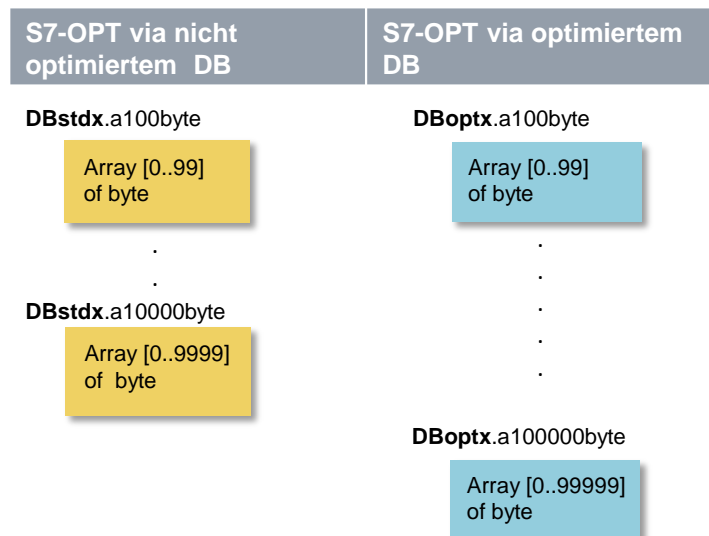 S7-OPT via nicht
optimiertem DB
DBstdx.a100byte
Array [0..99]
of byte
.
.
DBstdx.a10000byte
Array [0..9999]
of byte
S7-OPT via optimiertem
DB
DBoptx.a100byte
Array [0..99]
of byte
.
.
.
.
.
DBoptx.a100000byte
Array [0..99999]
of byte